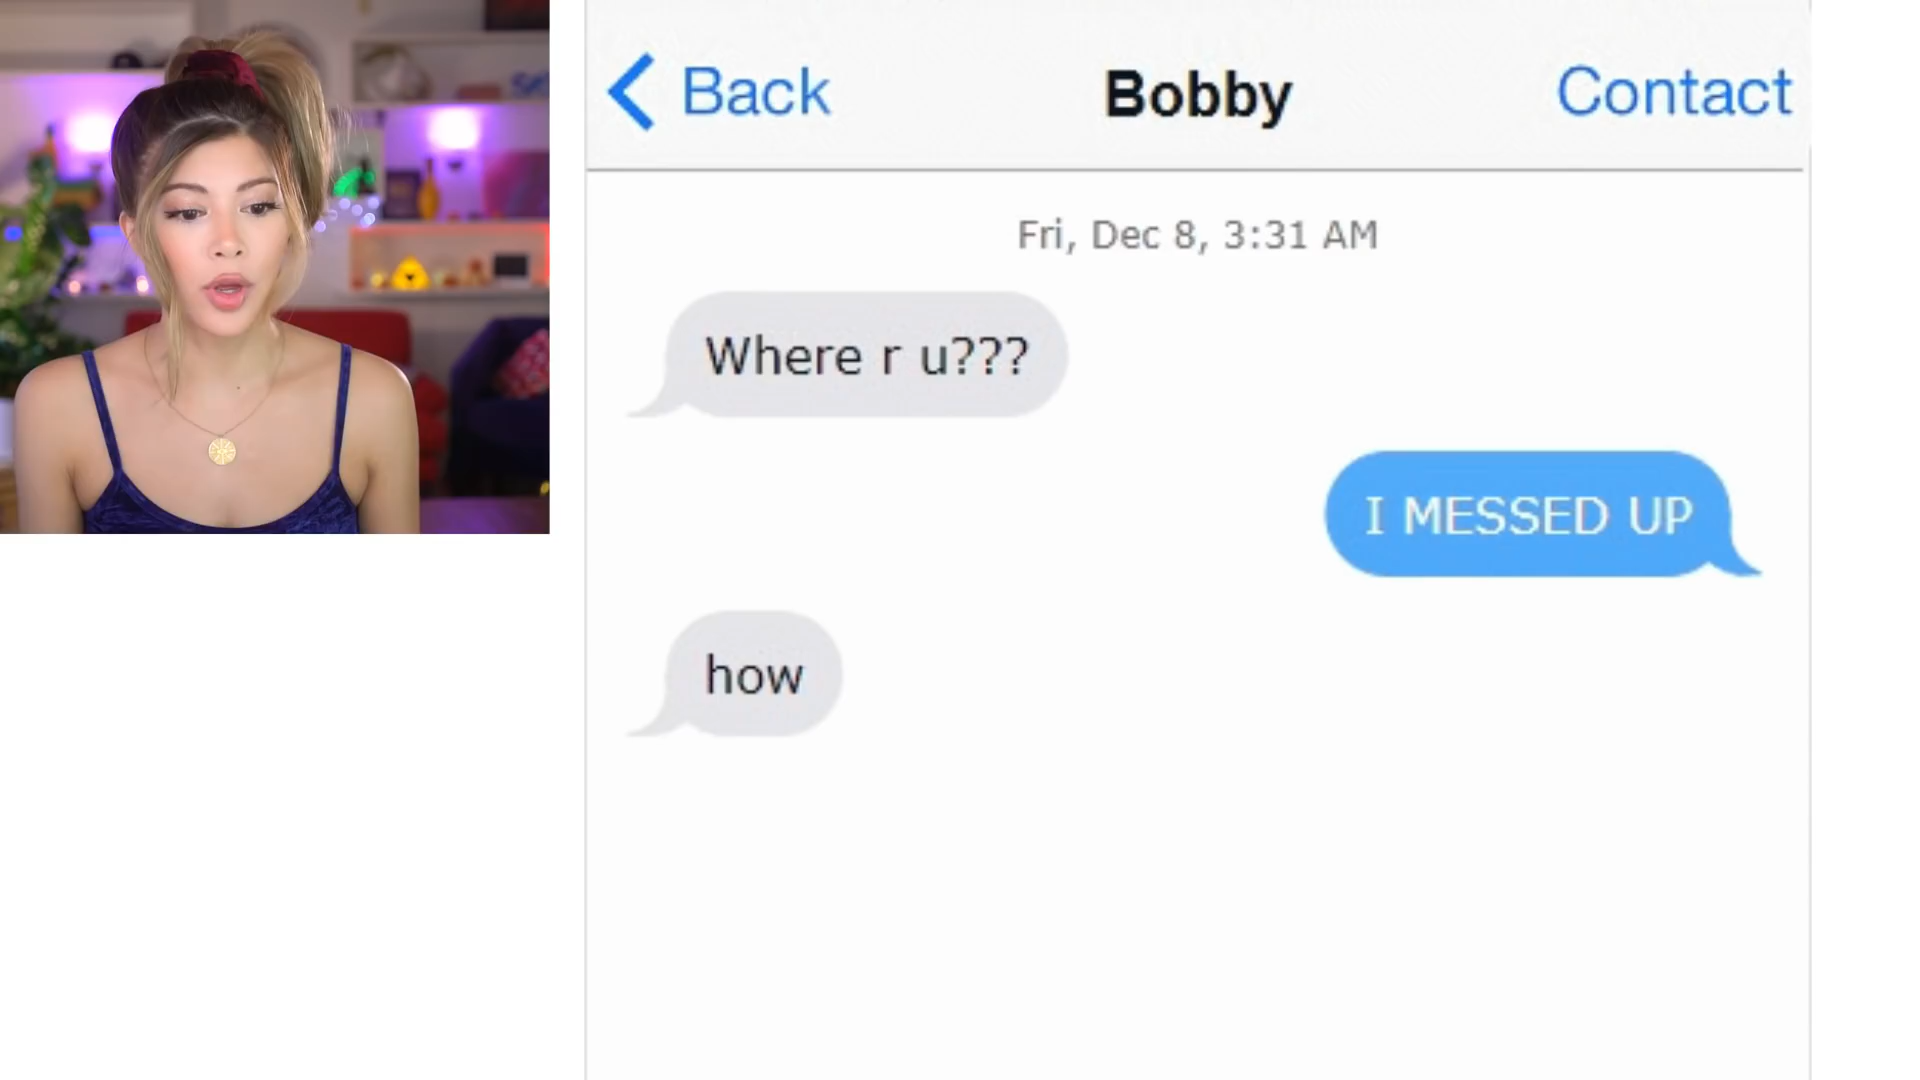 Back Bobby Contact
Fri, Dec 8, 3:31 AM
Where r u???
I MESSED UP
how